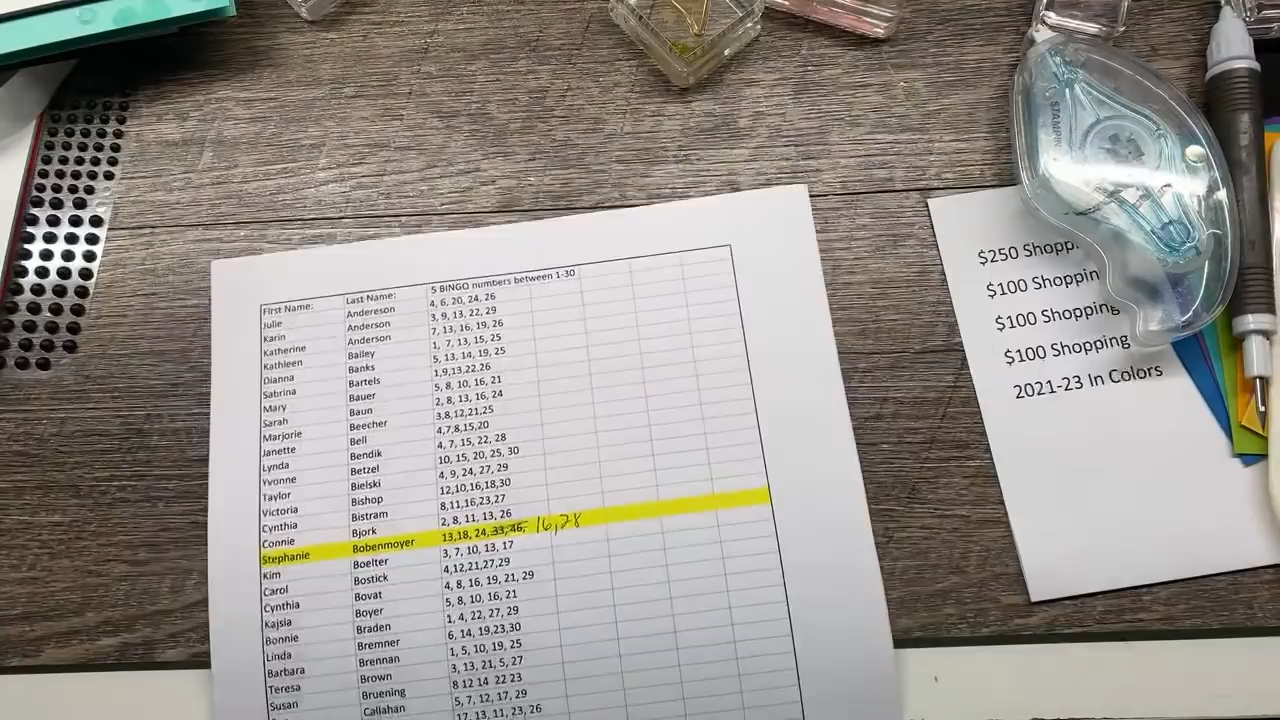 First Name: Last Name: 5 BINGO numbers between 1-30
Julie Andereson 4, 6, 20, 24, 26
Karin Anderson 3, 9, 13, 22, 29
Katherine Anderson 7, 13, 16, 19, 26
Kathleen Bailey 1, 7, 13, 15, 25
Dianna Banks 5, 13, 14, 19, 25
Sabrina Bartels 1,9,13,22,26
Mary Bauer 5, 8, 10, 16, 21
Sarah Baun 2, 8, 13, 16, 24
Marjorie Beecher 3,8,12,21,25
Janette Bell 4,7,8,15,20
Lynda Bendik 4, 7, 15, 22, 28
Yvonne Betzel 10, 15, 20, 25, 30
Taylor Bielski 4, 9, 24, 27, 29
Victoria Bishop 12,10,16,18,30
Cynthia Bistram 8,11,16,23,27
Connie Bjork 2, 8, 11, 13, 26
Stephanie Bobenmoyer 13,18, 24, 33, 46, 16,28
Kim Boelter 3, 7, 10, 13, 17
Carol Bostick 4,12,21,27,29
Cynthia Bovat 4, 8, 16, 19, 21, 29
Kajsia Boyer 5, 8, 10, 16, 21
Bonnie Braden 1, 4, 22, 27, 29
Linda Bremner 6, 14, 19,23,30
Barbara Brennan 1, 5, 10, 19, 25
Teresa Brown 3, 13, 21, 5, 27
Susan Bruening 8 12 14 22 23
Callahan 5, 7, 12, 17, 29
17, 13, 11, 23, 26
$250 Shopp
$100 Shoppin
$100 Shopping
$100 Shopping
2021-23 In Colors
STAMPIN